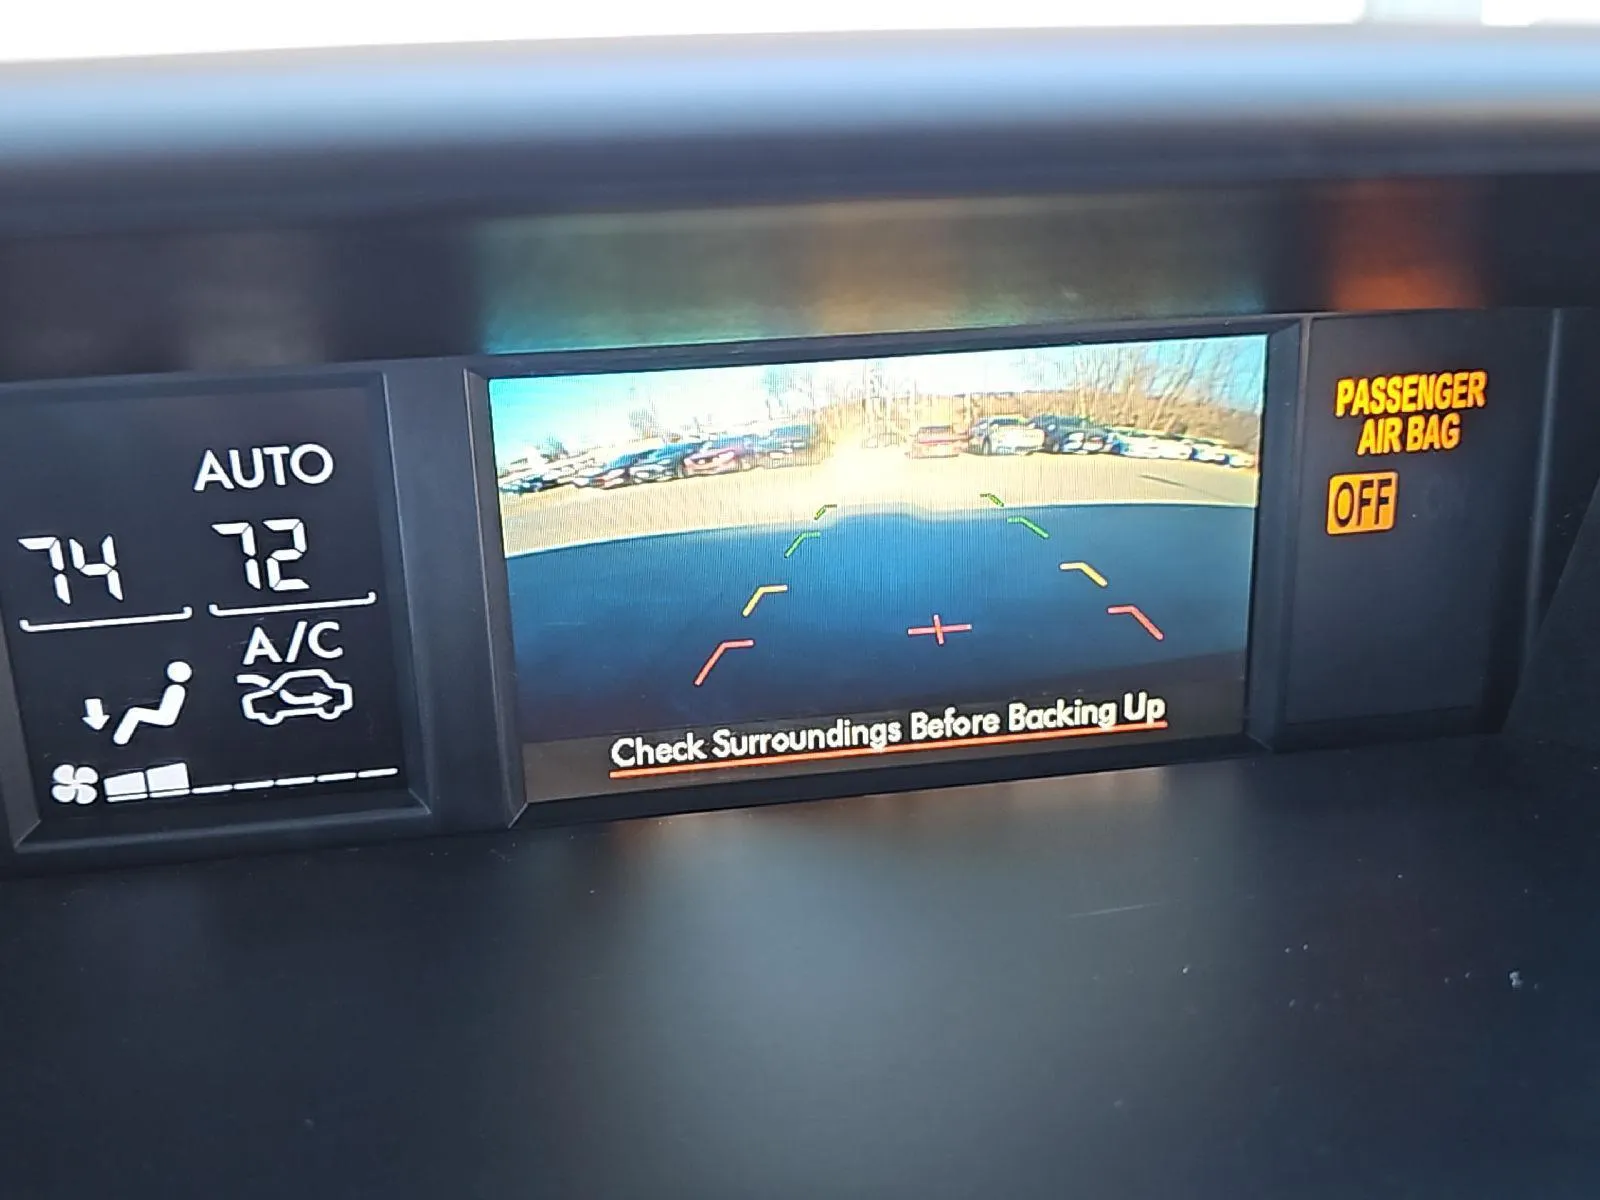 AUTO
74 72
A/C
Check Surroundings Before Backing Up
PASSENGER
AIR BAG
OFF